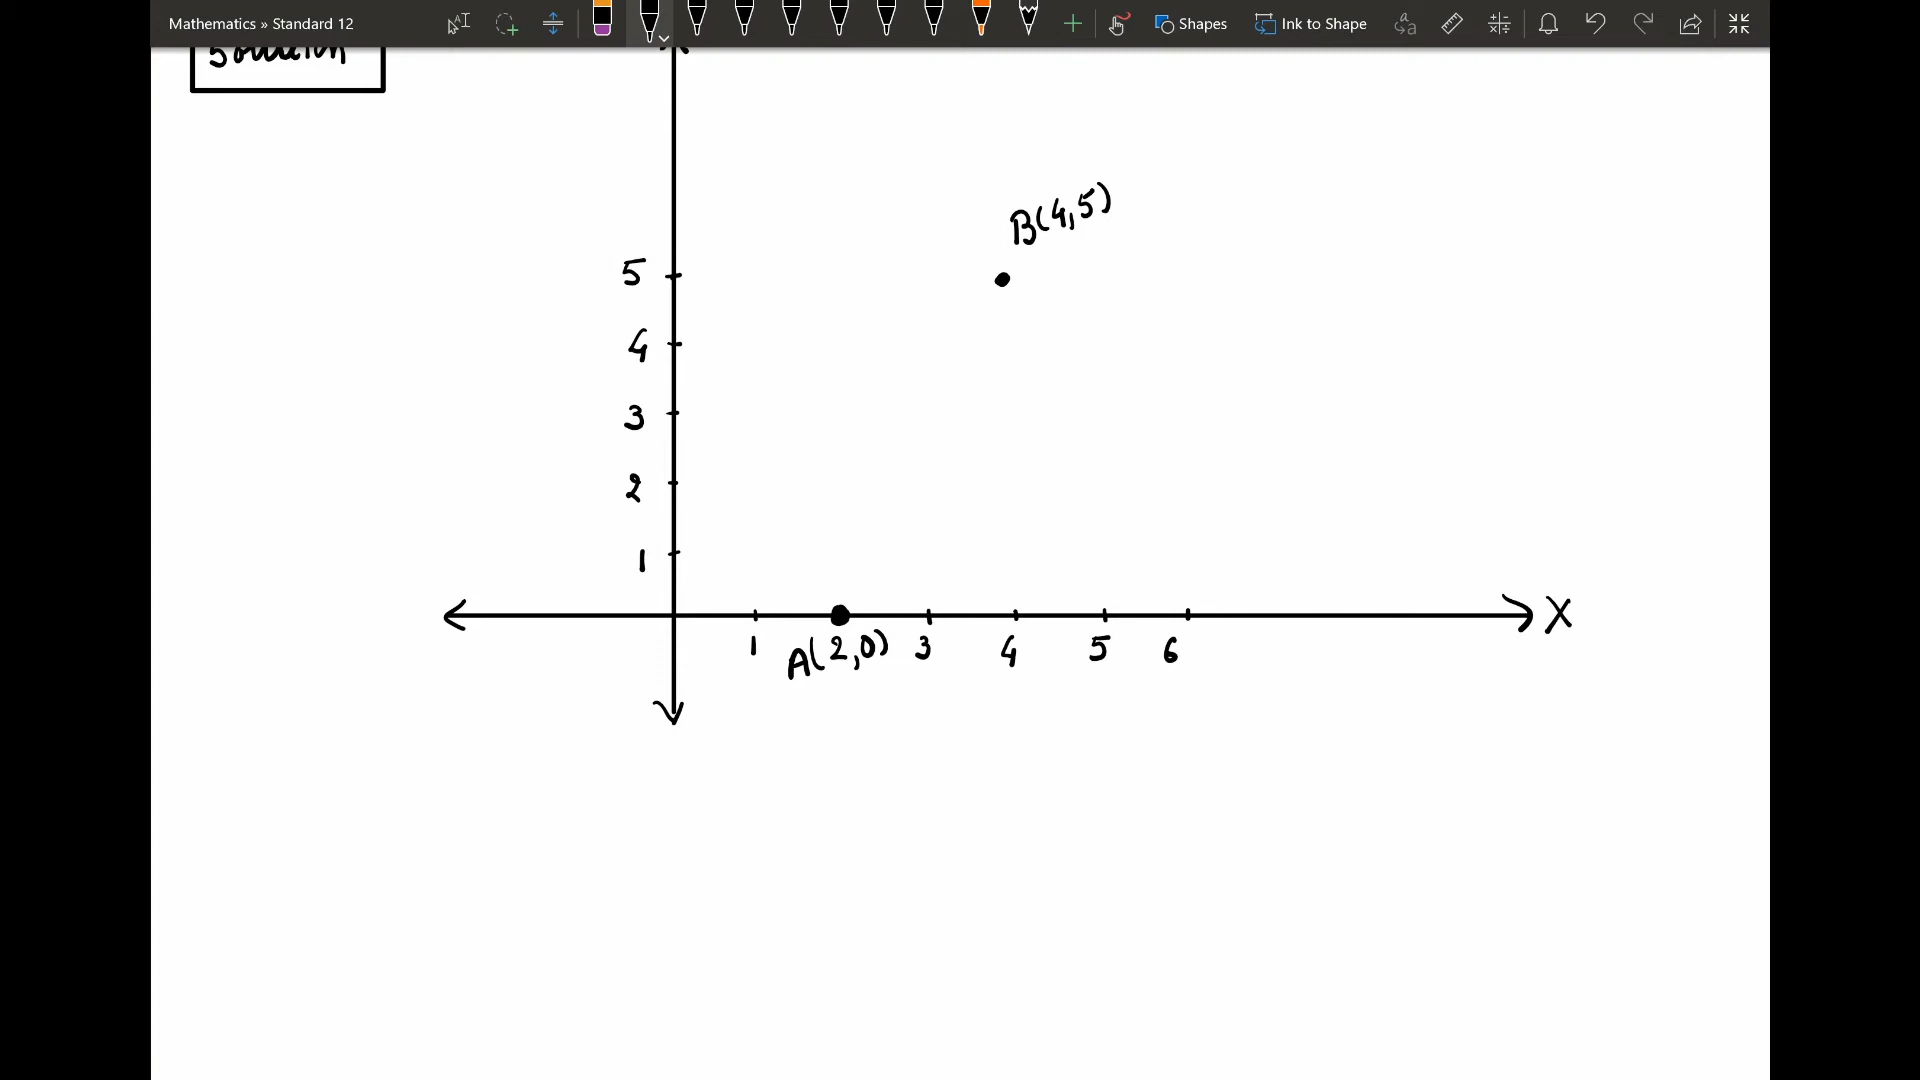 Mathematics » Standard 12
Shapes
Ink to Shape
Solution
B(4,5)
5
4
3
2
1
X
1 A(2,0) 3 4 5 6